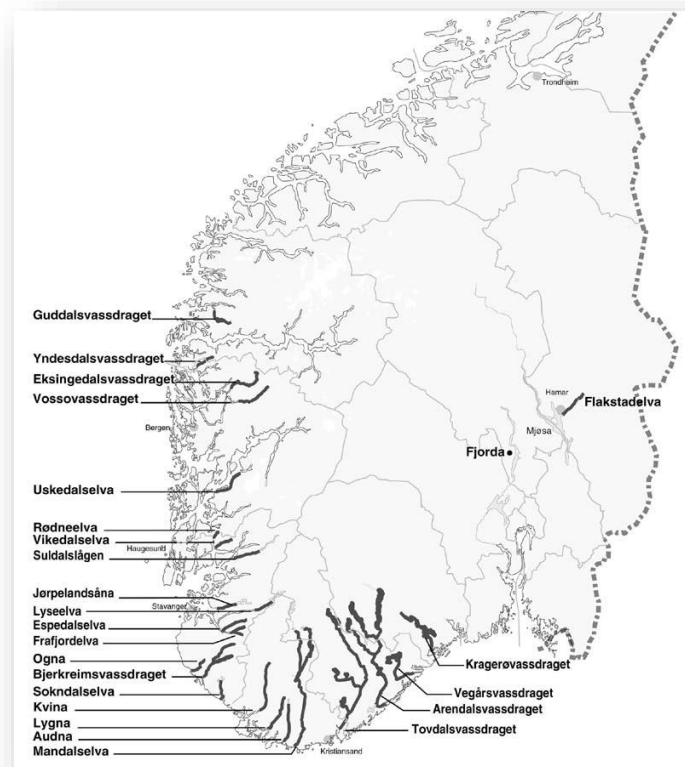 Trondheim
Guddalsvassdraget
Yndesdalsvassdraget
Eksingedalsvassdraget
Vossovassdraget
Bergen
Hamar
Flakstadelva
Mjøsa
Fjorda
Uskedalselva
Rødneelva
Vikedalselva
Haugesund
Suldalslågen
Jørpelandsåna
Stavanger
Lyseelva
Espedalselva
Frafjordelva
Ogna
Bjerkreimsvassdraget
Sokndalselva
Kvina
Lygna
Audna
Mandalselva
Kragerøvassdraget
Vegårsvassdraget
Arendalsvassdraget
Tovdalsvassdraget
Kristiansand